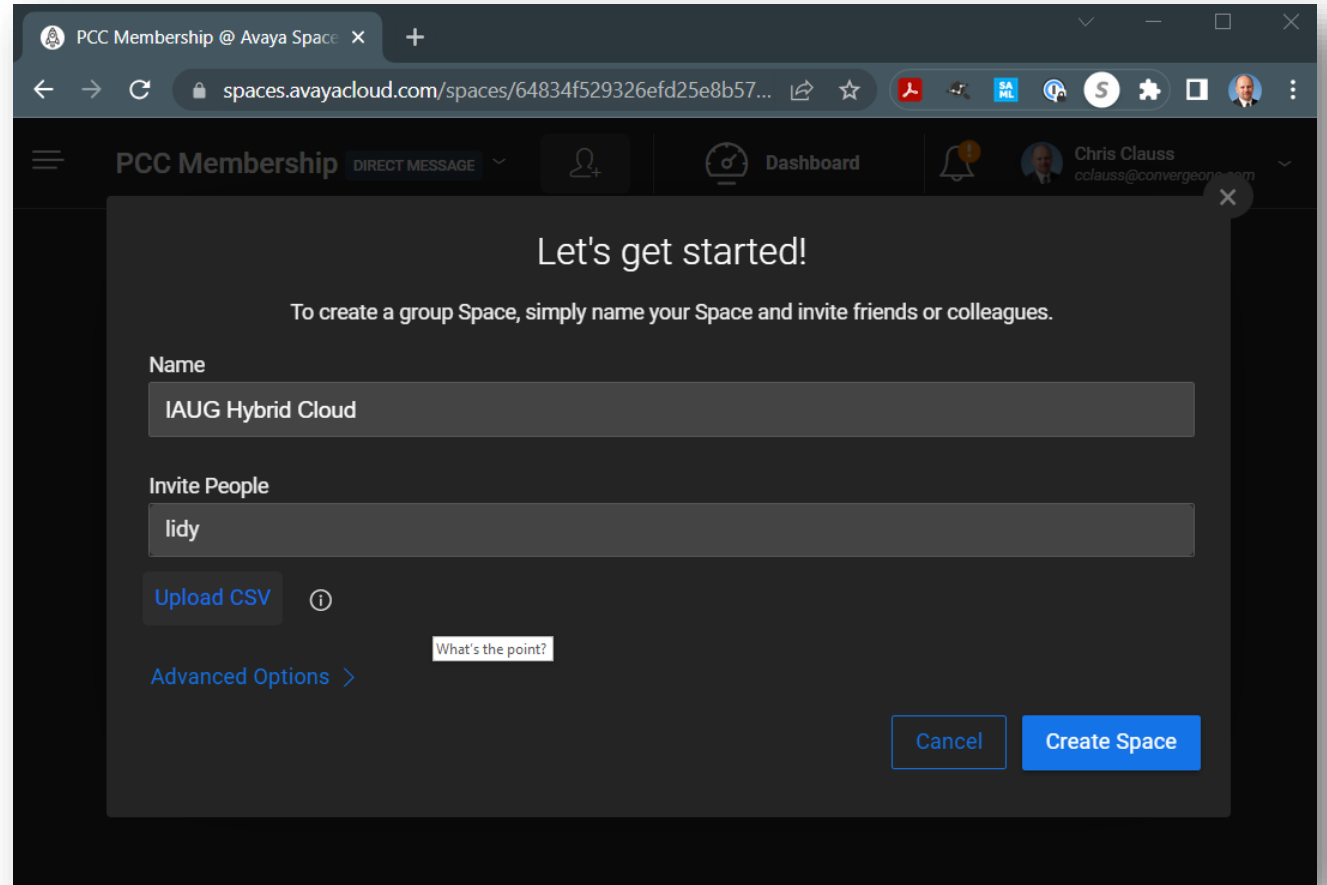 PCC Membership @ Avaya Space
spaces.avayacloud.com/spaces/64834f529326efd25e8b57...
SA
ML
S
PCC Membership DIRECT MESSAGE
Dashboard
Chris Clauss
cclauss@convergeone.com
Let's get started!
To create a group Space, simply name your Space and invite friends or colleagues.
Name
IAUG Hybrid Cloud
Invite People
lidy
Upload CSV
What's the point?
Advanced Options
Cancel
Create Space